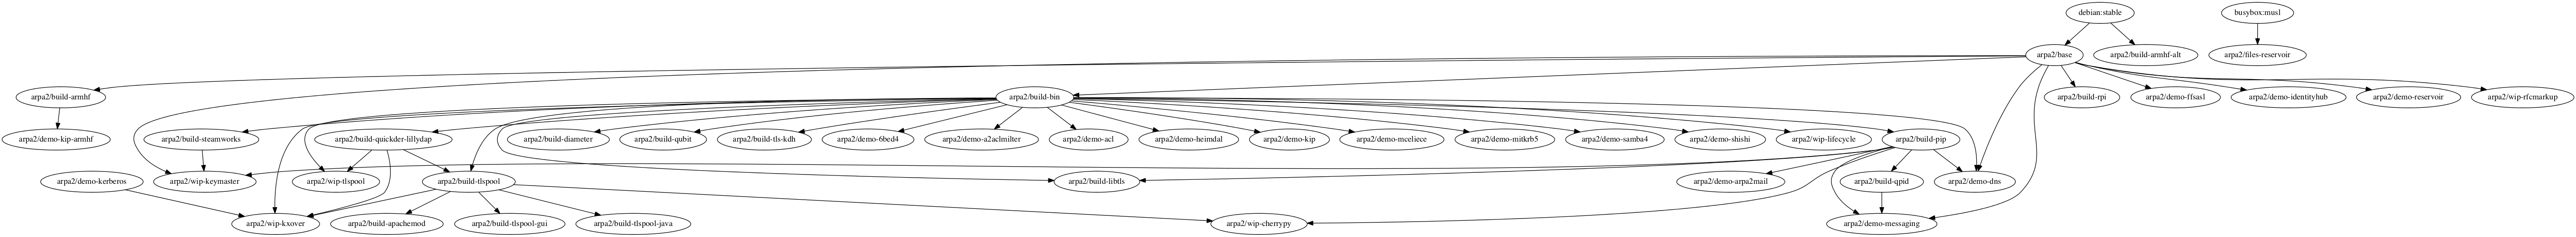 debian:stable
busybox:musl
arpa2/base
arpa2/build-armhf-alt
arpa2/files-reservoir
arpa2/build-armhf
arpa2/build-bin
arpa2/build-rpi
arpa2/demo-ffsasl
arpa2/demo-identityhub
arpa2/demo-reservoir
arpa2/wip-rfcmarkup
arpa2/demo-kip-armhf
arpa2/build-steamworks
arpa2/build-quickder-lillydap
arpa2/build-diameter
arpa2/build-qubit
arpa2/build-tls-kdh
arpa2/demo-6bed4
arpa2/demo-a2aclmilter
arpa2/demo-acl
arpa2/demo-heimdal
arpa2/demo-kip
arpa2/demo-mceliece
arpa2/demo-mitkrb5
arpa2/demo-samba4
arpa2/demo-shishi
arpa2/wip-lifecycle
arpa2/build-pip
arpa2/demo-kerberos
arpa2/wip-keymaster
arpa2/wip-tlspool
arpa2/build-tlspool
arpa2/build-libtls
arpa2/demo-arpa2mail
arpa2/build-qpid
arpa2/demo-dns
arpa2/wip-kxover
arpa2/build-apachemod
arpa2/build-tlspool-gui
arpa2/build-tlspool-java
arpa2/wip-cherrypy
arpa2/demo-messaging